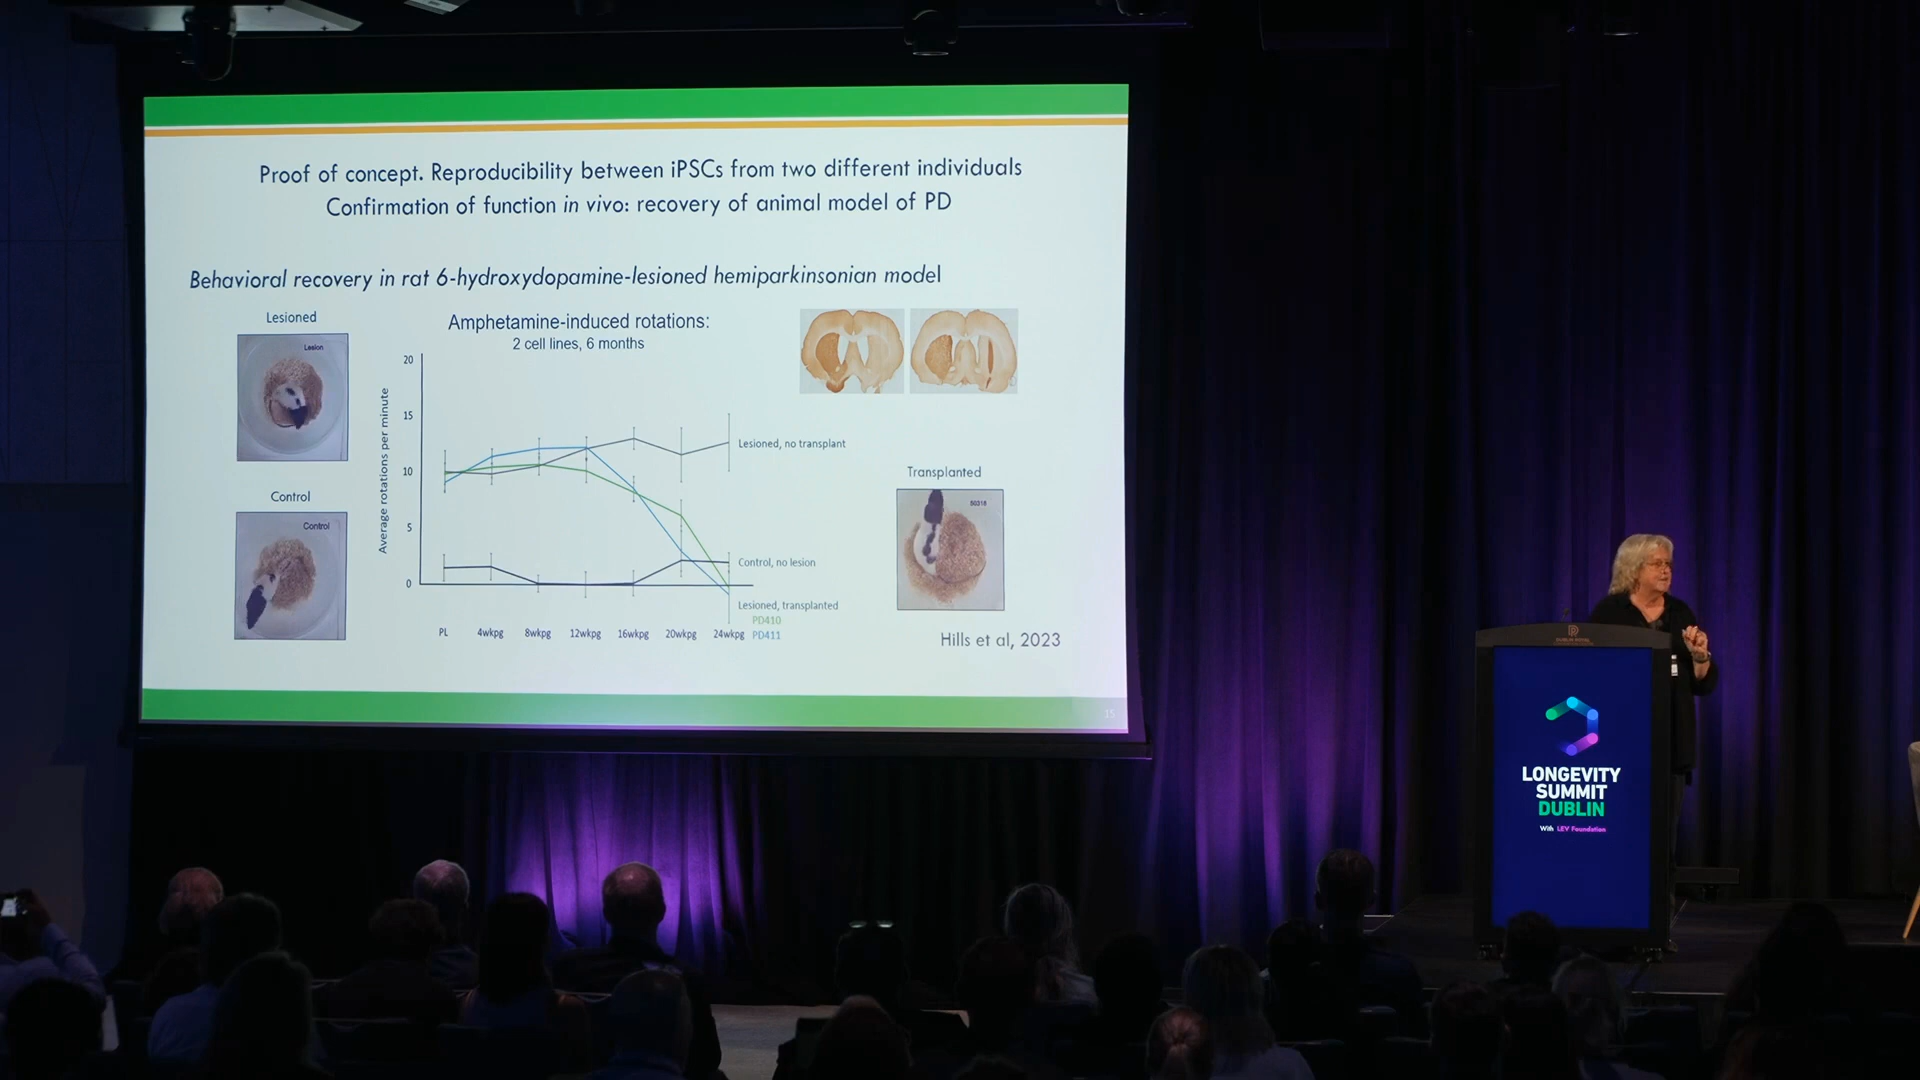 Proof of concept. Reproducibility between iPSCs from two different individuals
Confirmation of function in vivo: recovery of animal model of PD
Behavioral recovery in rat 6-hydroxydopamine-lesioned hemiparkinsonian model
Lesioned
Lesion
Control
Control
Amphetamine-induced rotations:
2 cell lines, 6 months
Average rotations per minute
20
15
10
5
0
PL 4wkpg 8wkpg 12wkpg 16wkpg 20wkpg 24wkpg
Lesioned, no transplant
Control, no lesion
Lesioned, transplanted
PD410
PD411
Transplanted
Hills et al, 2023
15
LONGEVITY
SUMMIT
DUBLIN
With LEV Foundation